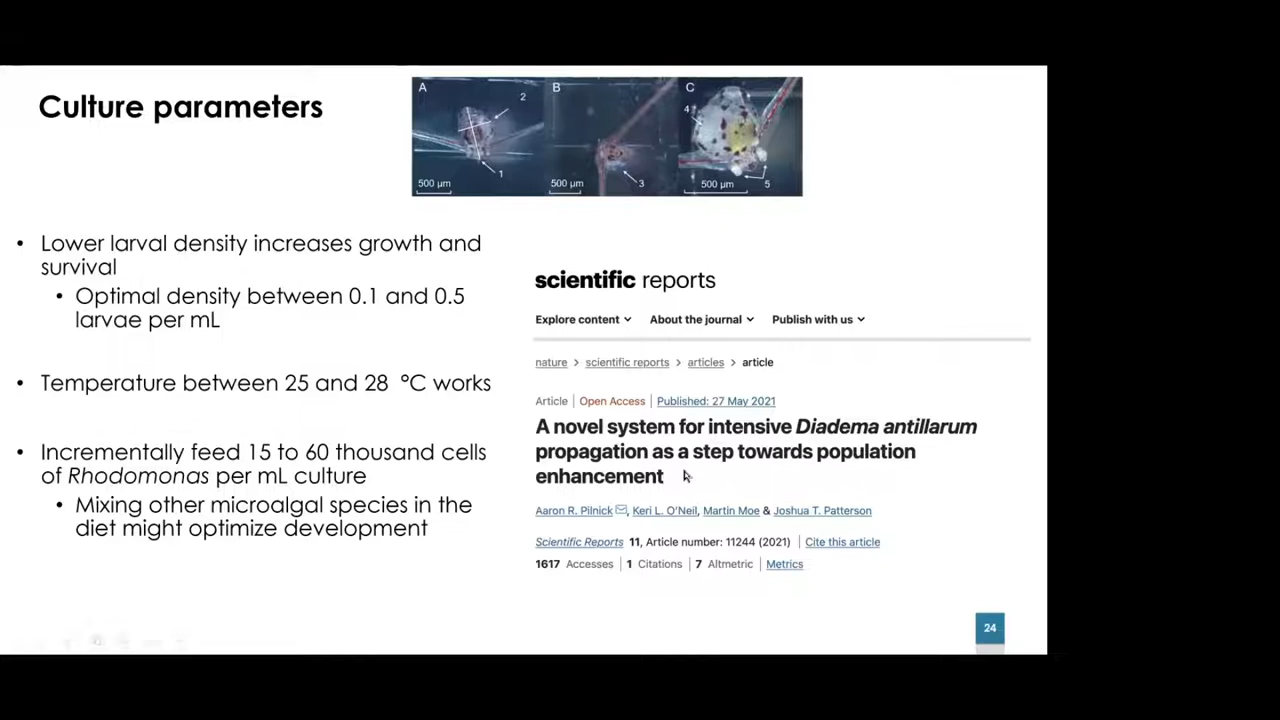 Culture parameters
A
B
C
2
4
1
3
5
500 µm
500 µm
500 µm
• Lower larval density increases growth and
survival
• Optimal density between 0.1 and 0.5
larvae per mL
• Temperature between 25 and 28 °C works
• Incrementally feed 15 to 60 thousand cells
of Rhodomonas per mL culture
• Mixing other microalgal species in the
diet might optimize development
scientific reports
Explore content About the journal Publish with us
nature > scientific reports > articles > article
Article | Open Access | Published: 27 May 2021
A novel system for intensive Diadema antillarum
propagation as a step towards population
enhancement
Aaron R. Pilnick, Keri L. O'Neil, Martin Moe & Joshua T. Patterson
Scientific Reports 11, Article number: 11244 (2021) | Cite this article
1617 Accesses | 1 Citations | 7 Altmetric | Metrics
24